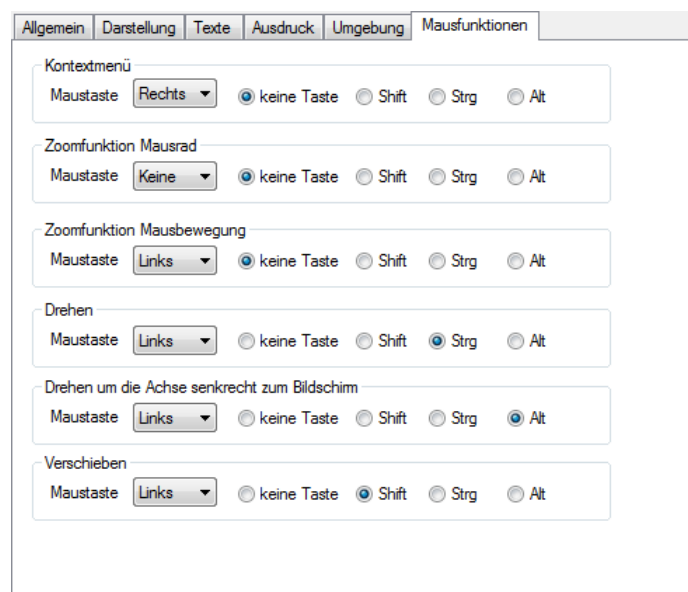 Allgemein Darstellung Texte Ausdruck Umgebung Mausfunktionen
Kontextmenü
Maustaste Rechts keine Taste Shift Strg Alt
Zoomfunktion Mausrad
Maustaste Keine keine Taste Shift Strg Alt
Zoomfunktion Mausbewegung
Maustaste Links keine Taste Shift Strg Alt
Drehen
Maustaste Links keine Taste Shift Strg Alt
Drehen um die Achse senkrecht zum Bildschirm
Maustaste Links keine Taste Shift Strg Alt
Verschieben
Maustaste Links keine Taste Shift Strg Alt